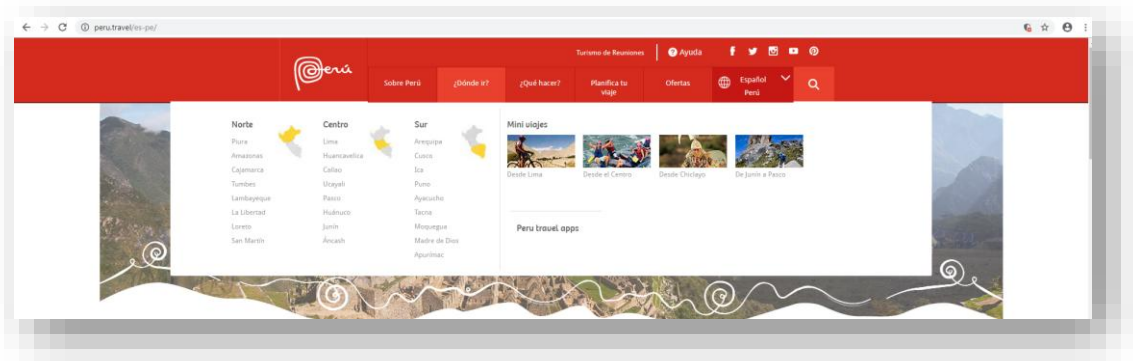 peru.travel/es-pe/
Turismo de Reuniones
Ayuda
Perú
Sobre Perú
¿Dónde ir?
¿Qué hacer?
Planifica tu
viaje
Ofertas
Español
Perú
Norte
Piura
Amazonas
Cajamarca
Tumbes
Lambayeque
La Libertad
Loreto
San Martín
Centro
Lima
Huancavelica
Callao
Ucayali
Pasco
Huánuco
Junín
Áncash
Sur
Arequipa
Cusco
Ica
Puno
Ayacucho
Tacna
Moquegua
Madre de Dios
Apurímac
Mini viajes
Desde Lima
Desde el Centro
Desde Chiclayo
De Junín a Pasco
Peru travel apps